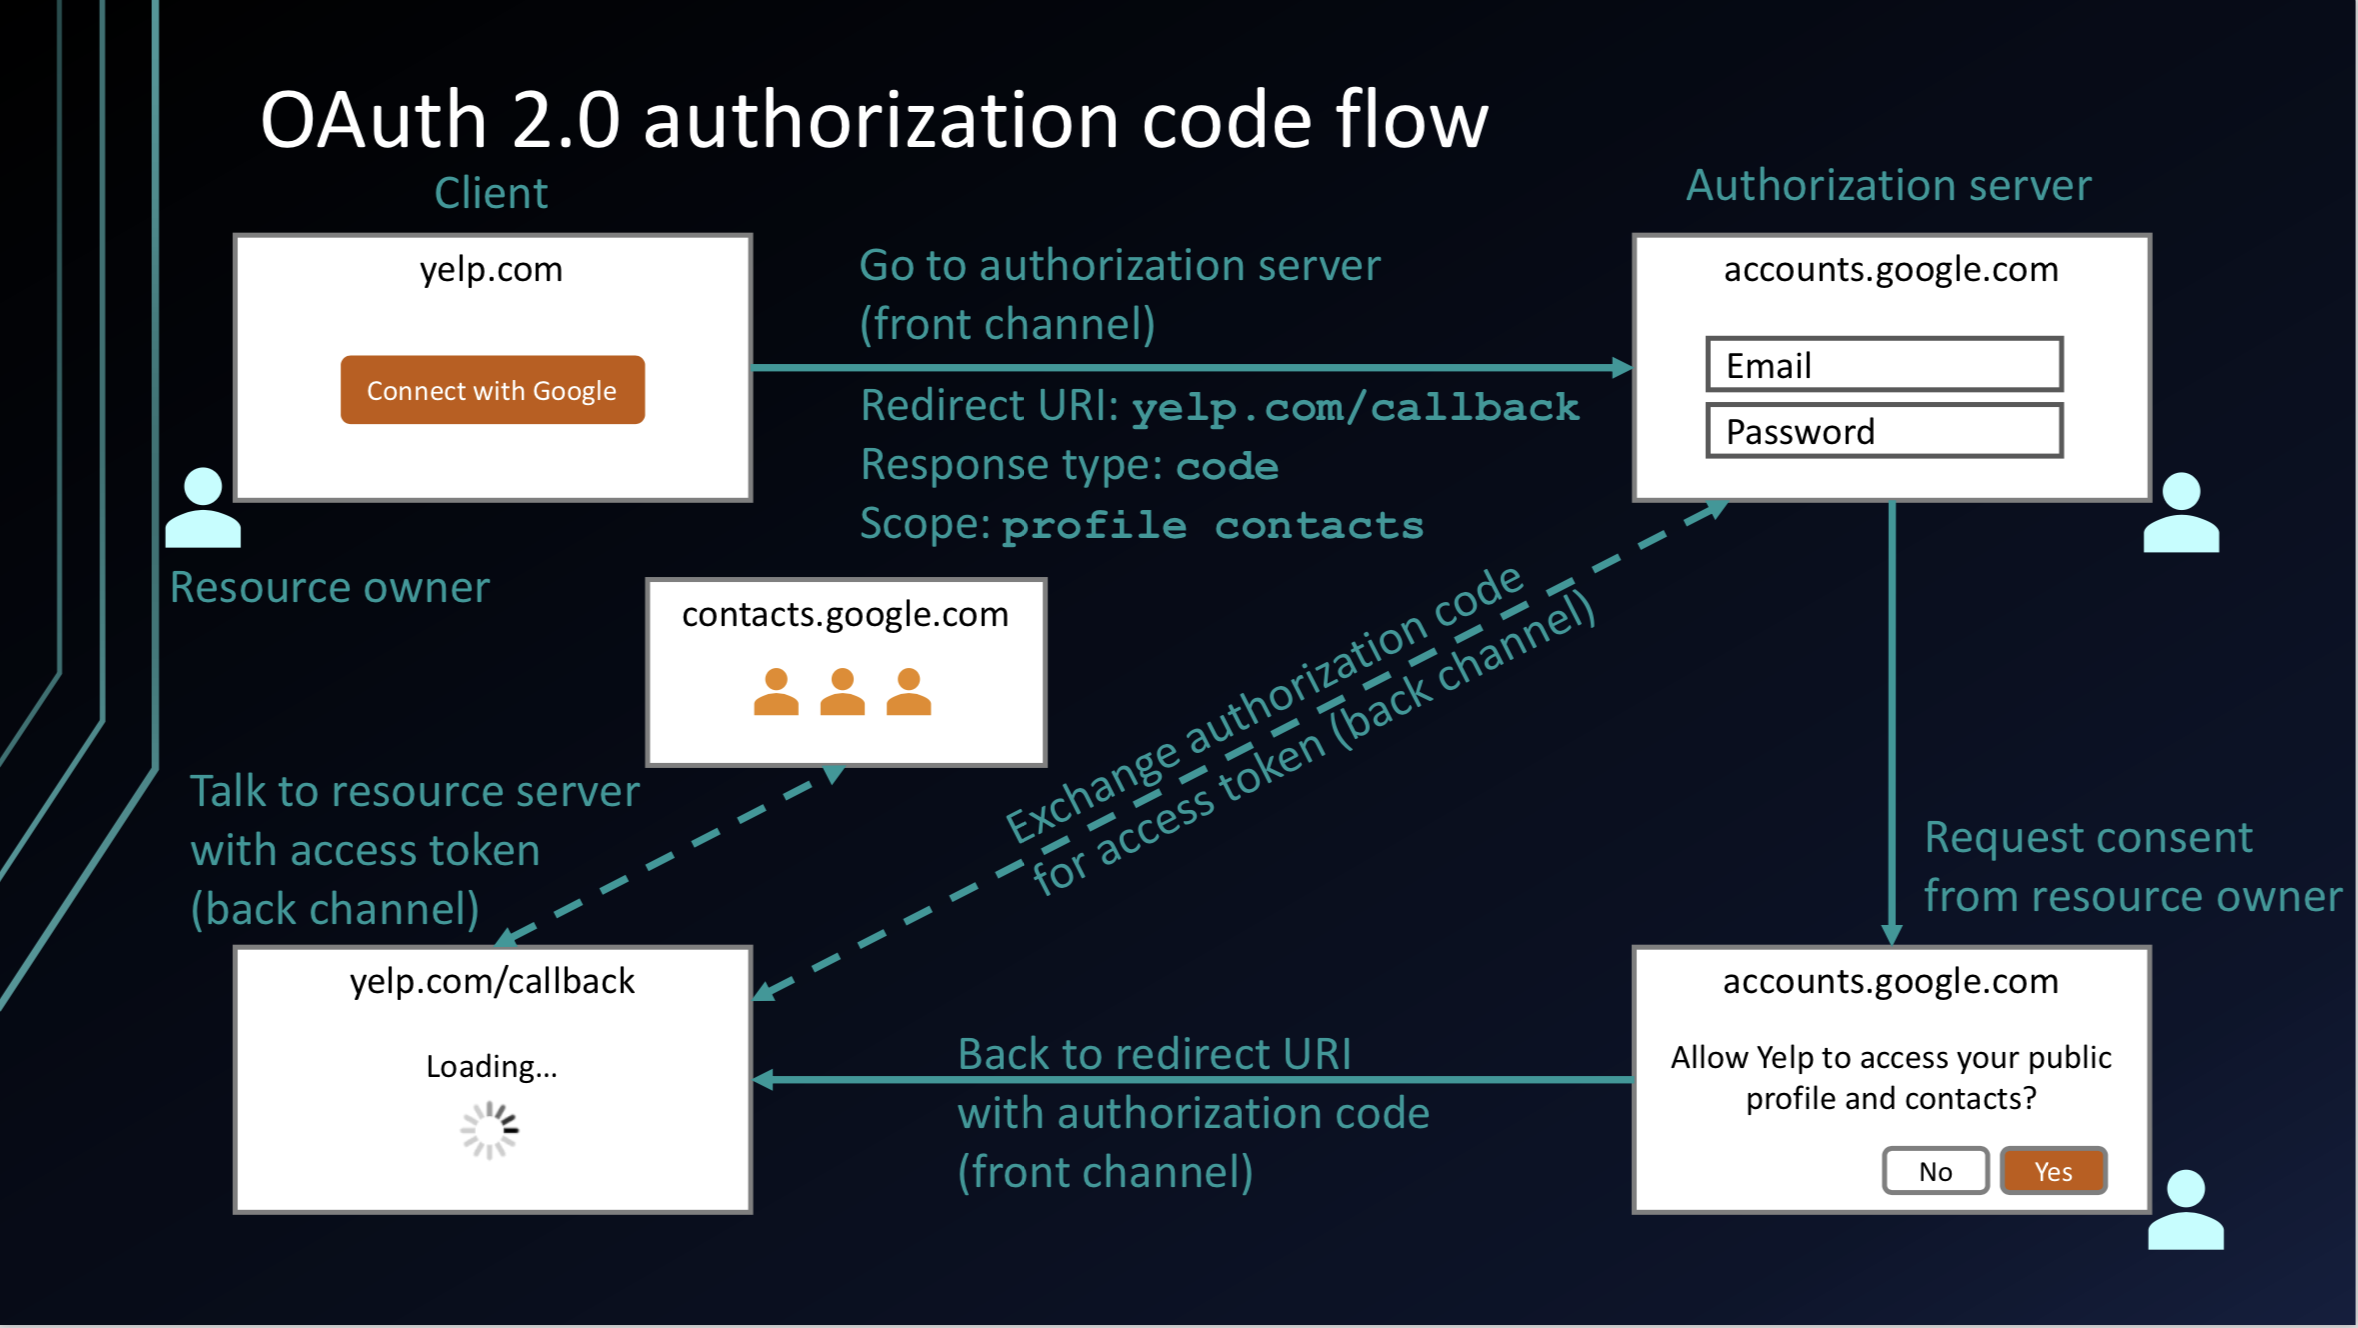 OAuth 2.0 authorization code flow
Client
Authorization server
yelp.com
Connect with Google
Go to authorization server
(front channel)
Redirect URI: yelp.com/callback
Response type: code
Scope: profile contacts
accounts.google.com
Email
Password
Resource owner
contacts.google.com
Exchange authorization code
for access token (back channel)
Talk to resource server
with access token
(back channel)
Request consent
from resource owner
yelp.com/callback
Loading...
Back to redirect URI
with authorization code
(front channel)
accounts.google.com
Allow Yelp to access your public
profile and contacts?
No
Yes